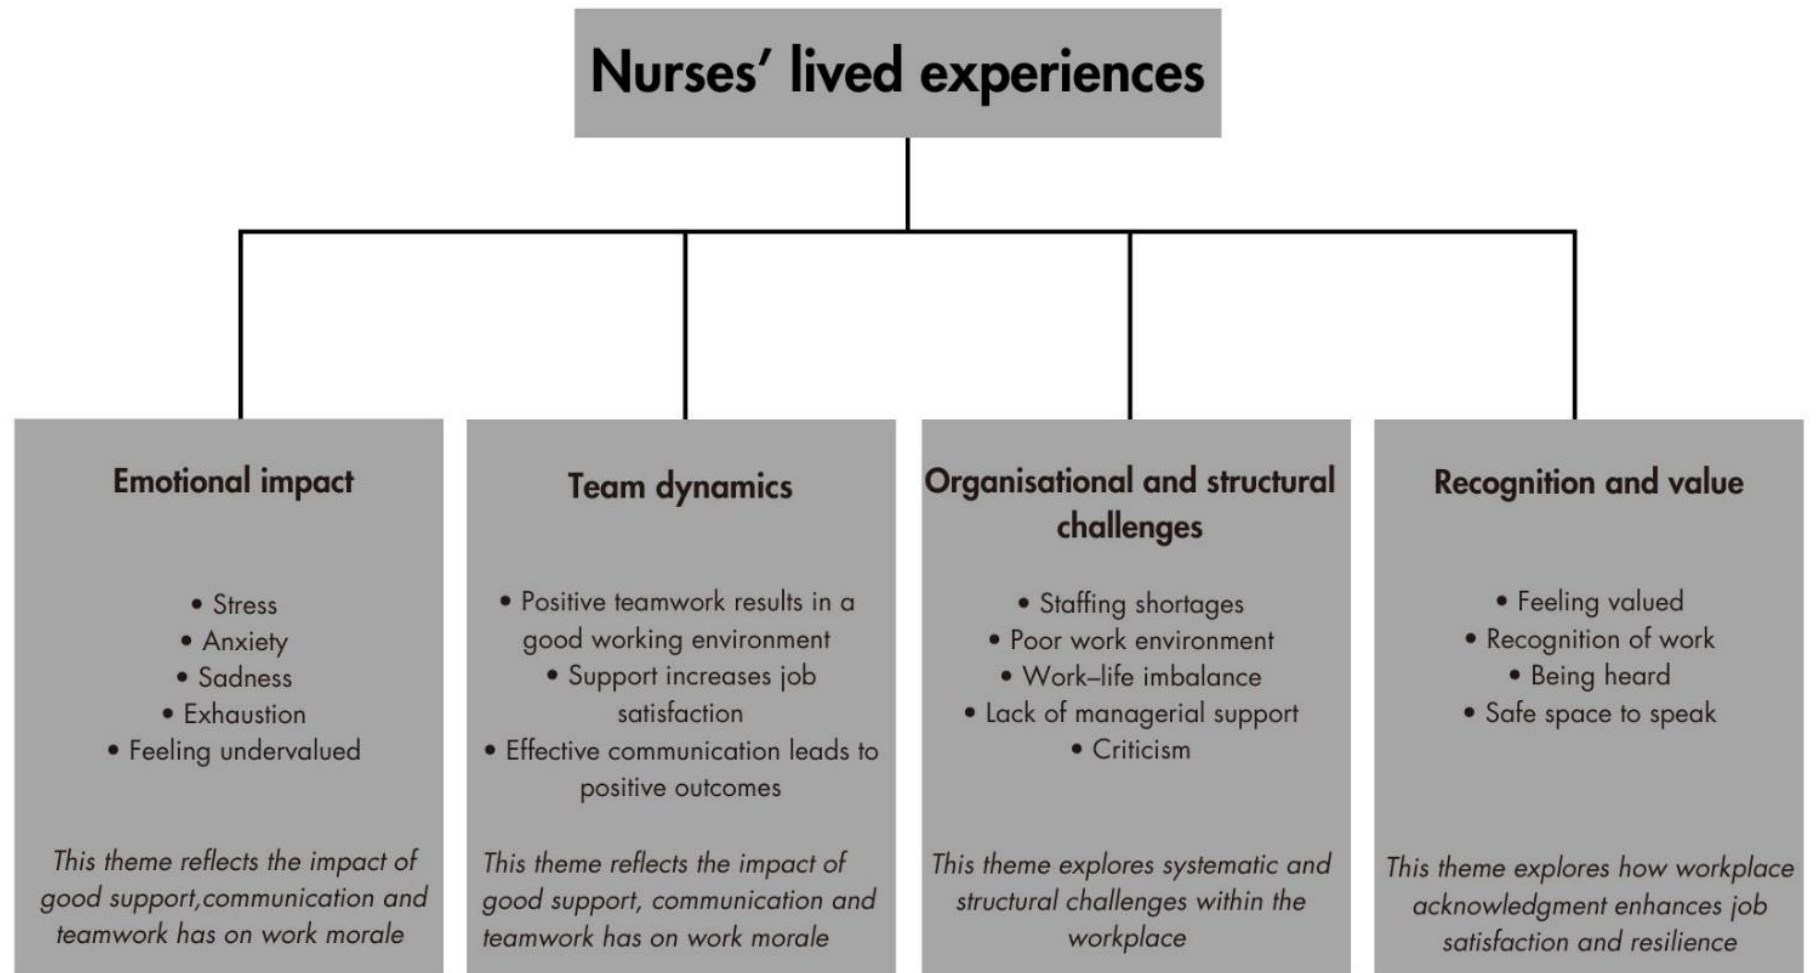 Nurses’ lived experiences
Emotional impact
• Stress
• Anxiety
• Sadness
• Exhaustion
• Feeling undervalued
This theme reflects the impact of
good support,communication and
teamwork has on work morale
Team dynamics
• Positive teamwork results in a
good working environment
• Support increases job
satisfaction
• Effective communication leads to
positive outcomes
This theme reflects the impact of
good support, communication and
teamwork has on work morale
Organisational and structural
challenges
• Staffing shortages
• Poor work environment
• Work–life imbalance
• Lack of managerial support
• Criticism
This theme explores systematic and
structural challenges within the
workplace
Recognition and value
• Feeling valued
• Recognition of work
• Being heard
• Safe space to speak
This theme explores how workplace
acknowledgment enhances job
satisfaction and resilience